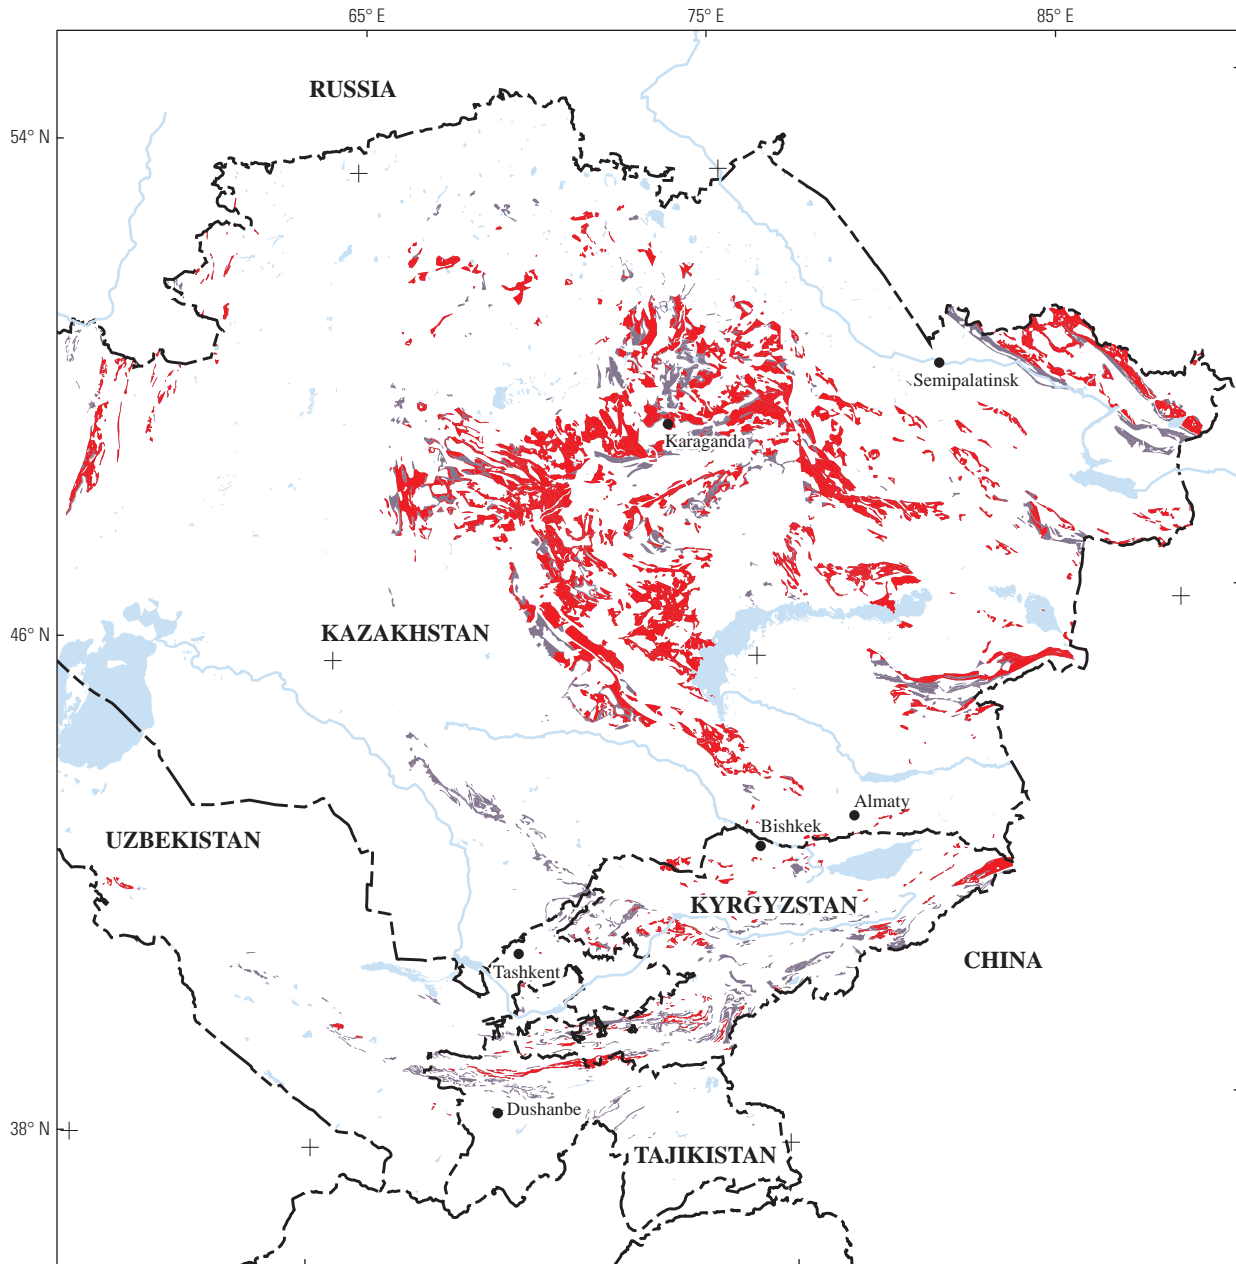 65° E
75° E
85° E
RUSSIA
54° N
Semipalatinsk
Karaganda
46° N
KAZAKHSTAN
Almaty
Bishkek
UZBEKISTAN
KYRGYZSTAN
CHINA
Tashkent
Dushanbe
38° N
TAJIKISTAN